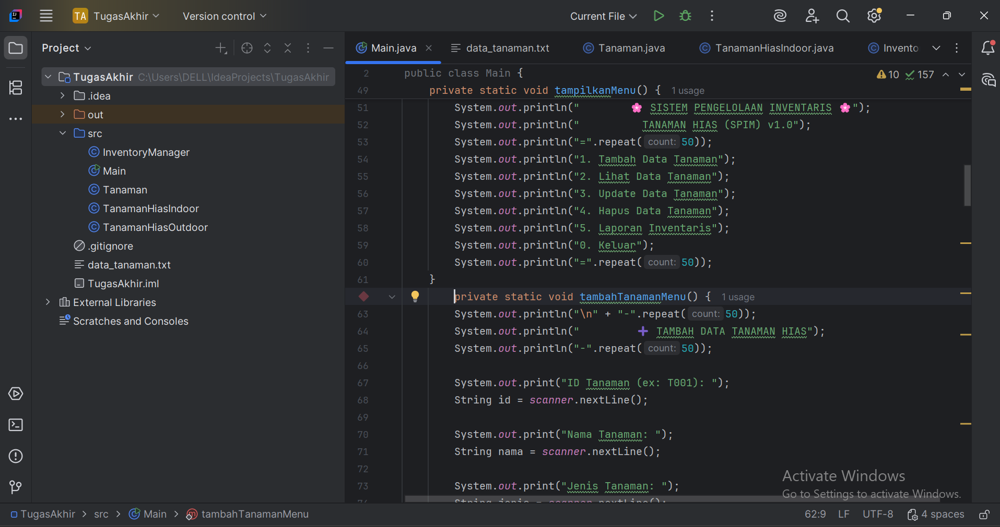 TA TugasAkhir Version control Current File
Project
Main.java data_tanaman.txt Tanaman.java TanamanHiasIndoor.java Invento
TugasAkhir C:\Users\DELL\IdeaProjects\TugasAkhir
.idea
out
src
InventoryManager
Main
Tanaman
TanamanHiasIndoor
TanamanHiasOutdoor
.gitignore
data_tanaman.txt
TugasAkhir.iml
External Libraries
Scratches and Consoles
10 157
2 public class Main {
49 private static void tampilkanMenu() { 1 usage
51 System.out.println("        🌸 SISTEM PENGELOLAAN INVENTARIS 🌸");
52 System.out.println("          TANAMAN HIAS (SPIM) v1.0");
53 System.out.println("=".repeat( count: 50));
54 System.out.println("1. Tambah Data Tanaman");
55 System.out.println("2. Lihat Data Tanaman");
56 System.out.println("3. Update Data Tanaman");
57 System.out.println("4. Hapus Data Tanaman");
58 System.out.println("5. Laporan Inventaris");
59 System.out.println("0. Keluar");
60 System.out.println("=".repeat( count: 50));
61 }
private static void tambahTanamanMenu() { 1 usage
63 System.out.println("\n" + "-".repeat( count: 50));
64 System.out.println("         ➕ TAMBAH DATA TANAMAN HIAS");
65 System.out.println("-".repeat( count: 50));
66
67 System.out.print("ID Tanaman (ex: T001): ");
68 String id = scanner.nextLine();
69
70 System.out.print("Nama Tanaman: ");
71 String nama = scanner.nextLine();
72
73 System.out.print("Jenis Tanaman: ");
Activate Windows
Go to Settings to activate Windows.
TugasAkhir > src > Main > tambahTanamanMenu
62:9 LF UTF-8 4 spaces